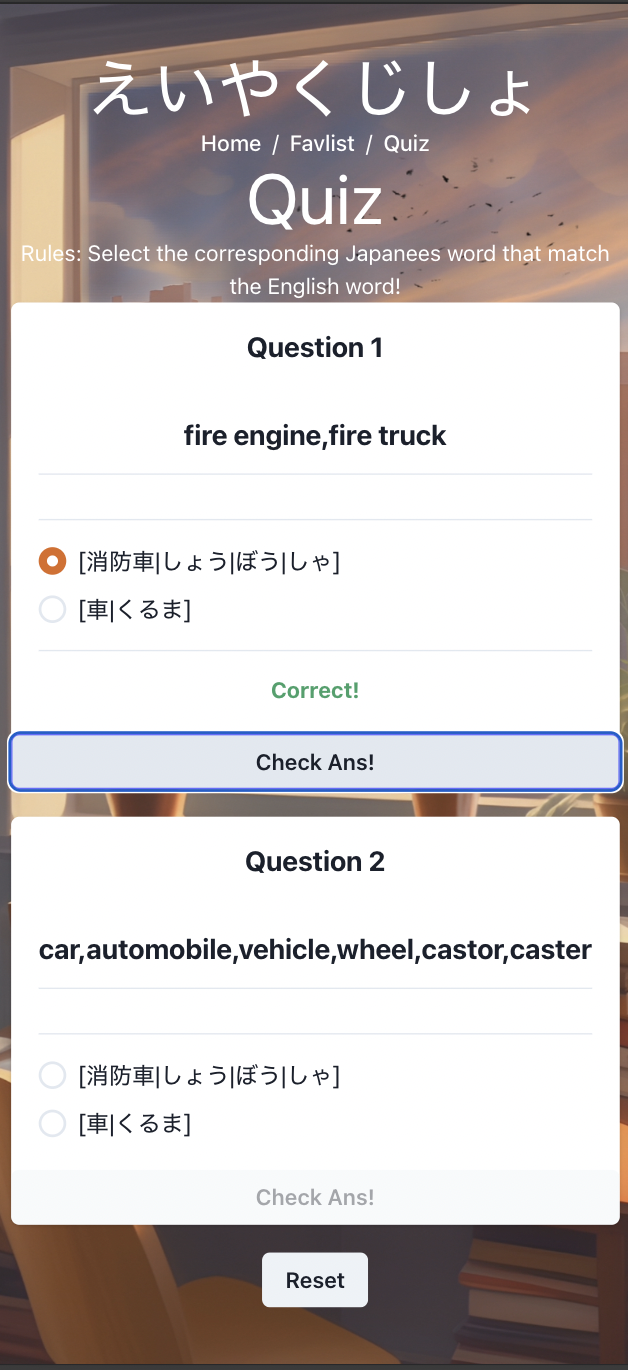 えいやくじしょ
Home / Favlist / Quiz
Quiz
Rules: Select the corresponding Japanees word that match
the English word!
Question 1
fire engine,fire truck
[消防車|しょう|ぼう|しゃ]
[車|くるま]
Correct!
Check Ans!
Question 2
car,automobile,vehicle,wheel,castor,caster
[消防車|しょう|ぼう|しゃ]
[車|くるま]
Check Ans!
Reset